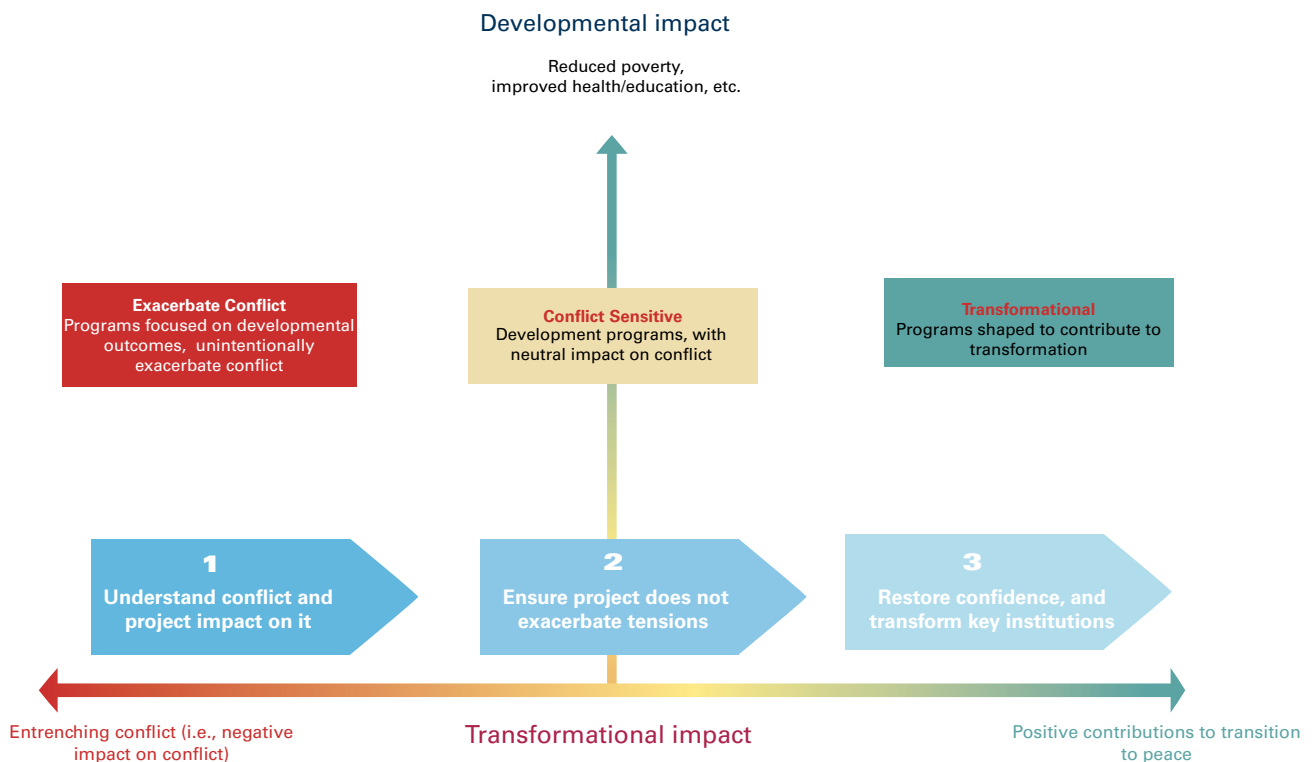 Developmental impact
Reduced poverty,
improved health/education, etc.
Exacerbate Conflict
Programs focused on developmental
outcomes, unintentionally
exacerbate conflict
Conflict Sensitive
Development programs, with
neutral impact on conflict
Transformational
Programs shaped to contribute to
transformation
1
Understand conflict and
project impact on it
2
Ensure project does not
exacerbate tensions
3
Restore confidence, and
transform key institutions
Entrenching conflict (i.e., negative
impact on conflict)
Transformational impact
Positive contributions to transition
to peace